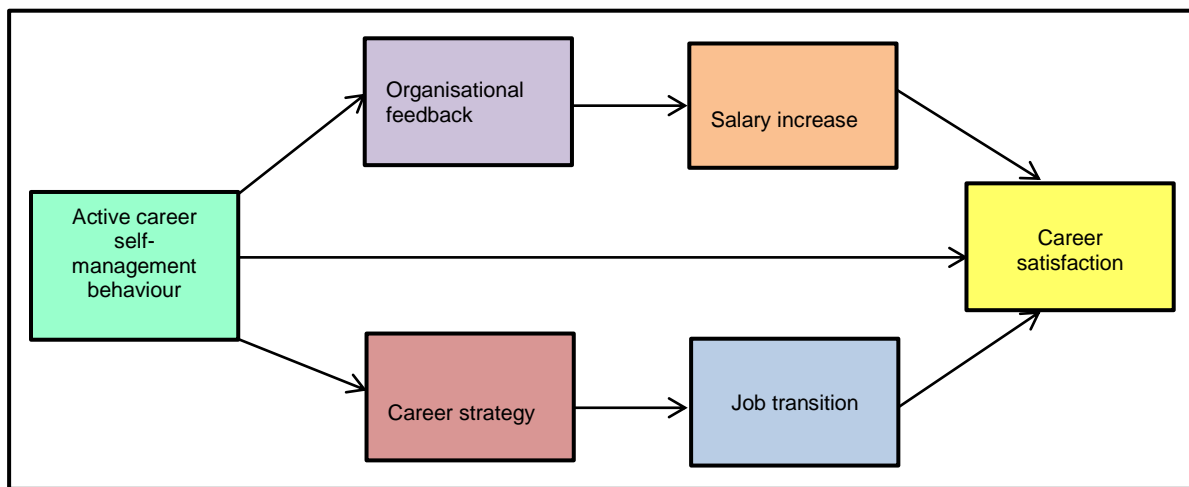 Organisational
feedback
Salary increase
Active career
self-
management
behaviour
Career
satisfaction
Career strategy
Job transition